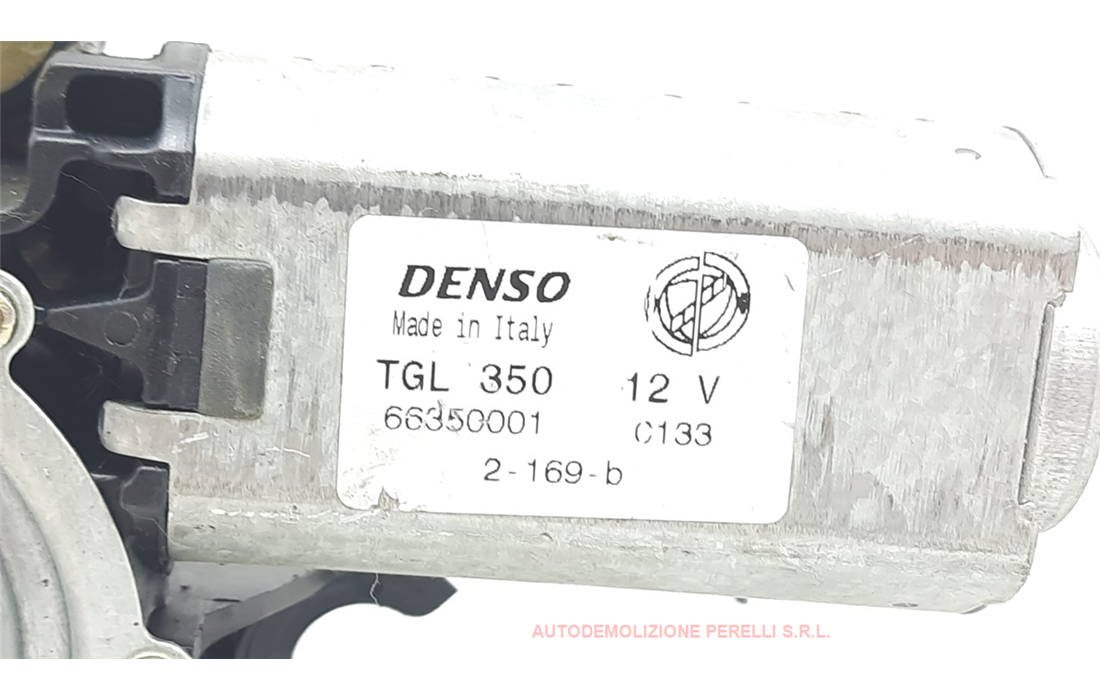 DENSO
Made in Italy
TGL 350 12 V
66350001 C133
2-169-b
AUTODEMOLIZIONE PERELLI S.R.L.